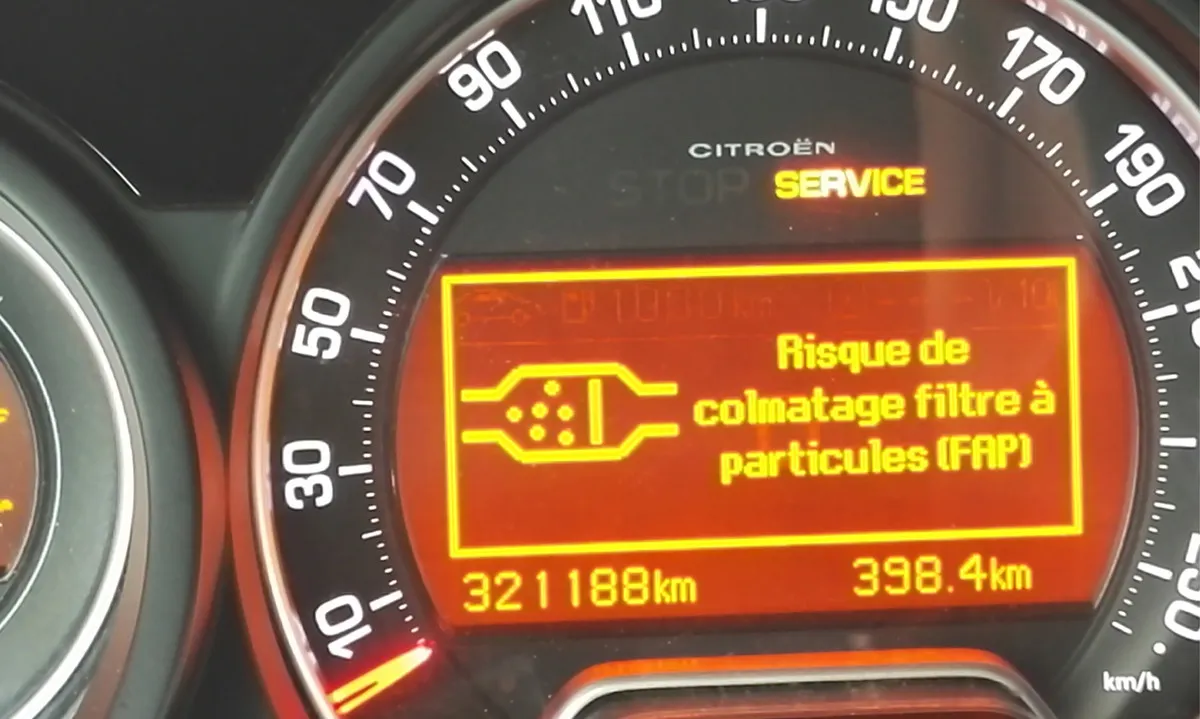 110
150
90
170
CITROËN
70
190
STOP SERVICE
50
Risque de
colmatage filtre à
particules (FAP)
30
321188km
398.4km
10
km/h